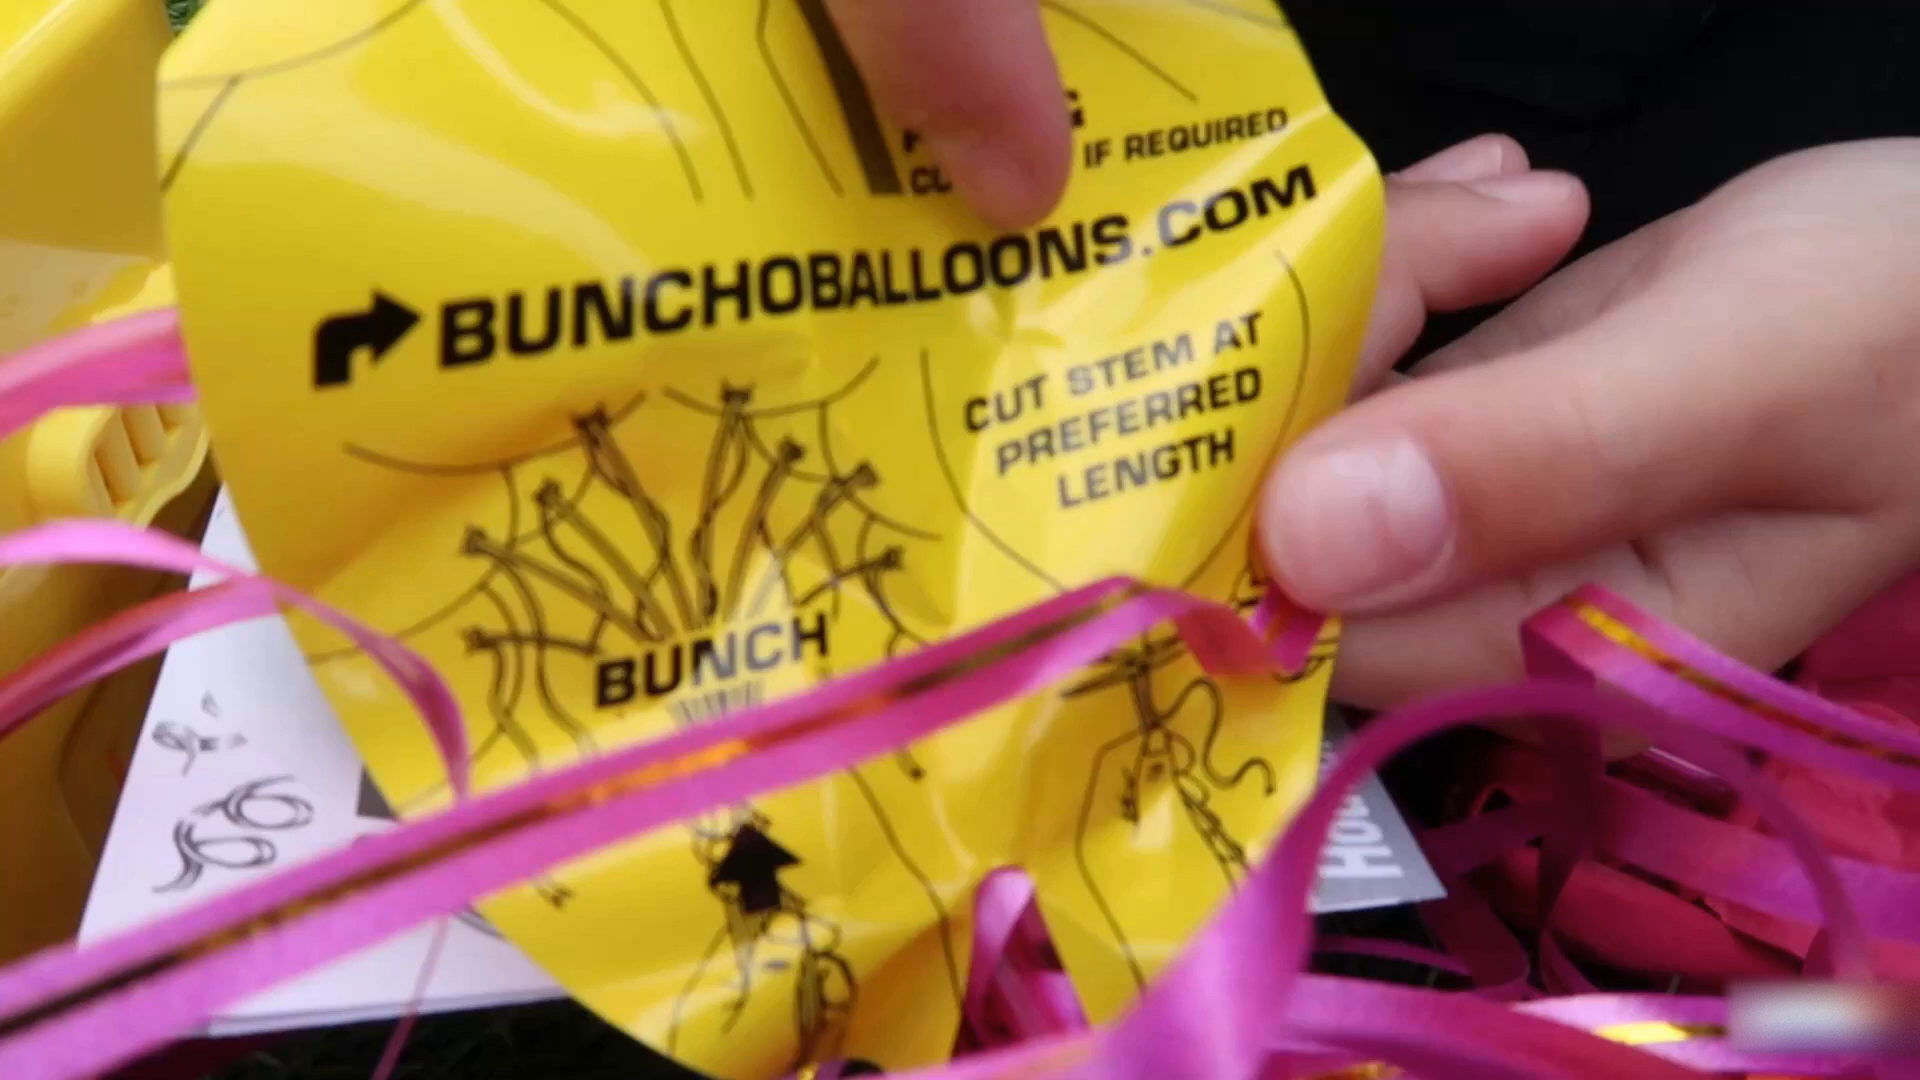 IF REQUIRED
BUNCHOBALLOONS.COM
CUT STEM AT
PREFERRED
LENGTH
BUNCH